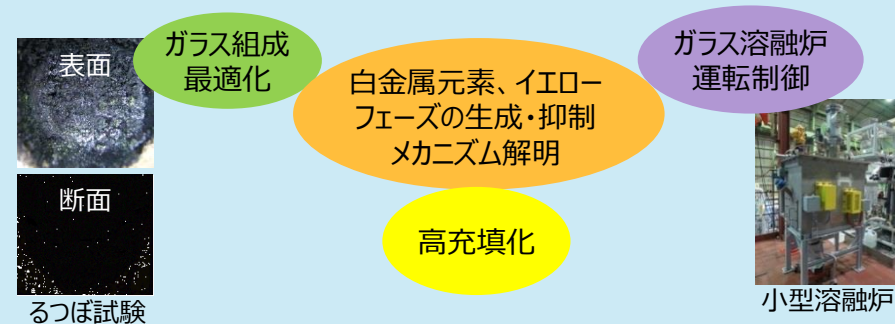 表面
ガラス組成
最適化
白金属元素、イエロー
フェーズの生成・抑制
メカニズム解明
ガラス溶融炉
運転制御
断面
高充填化
るつぼ試験
小型溶融炉